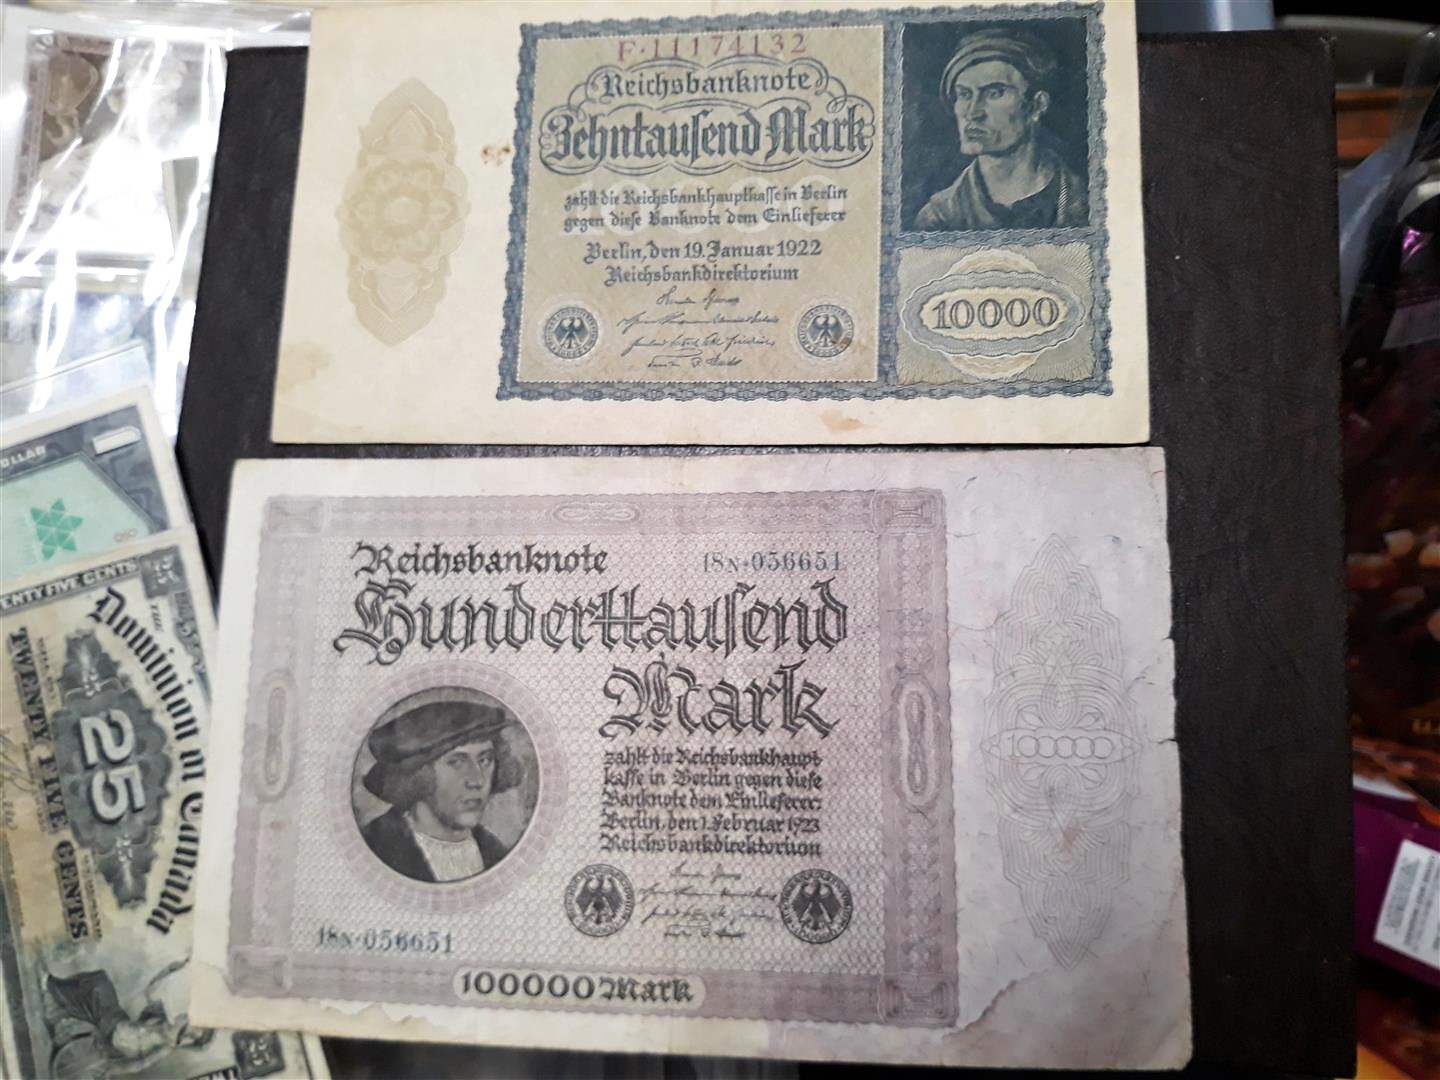 F·11174132
Reichsbanknote
Zehntausend Mark
zahlt die Reichsbankhauptkasse in Berlin
gegen diese Banknote dem Einlieferer
Berlin, den 19. Januar 1922
Reichsbankdirektorium
10000
Reichsbanknote
18N·056651
Hunderttausend
Mark
zahlt die Reichsbankhaupt-
kasse in Berlin gegen diese
Banknote dem Einlieferer:
Berlin, den 1. Februar 1923
Reichsbankdirektorium
18N·056651
100000 Mark
100000
DOLLAR
TWENTY FIVE CENTS
25
THE
Dominion of Canada
25
TWENTY FIVE CENTS
25